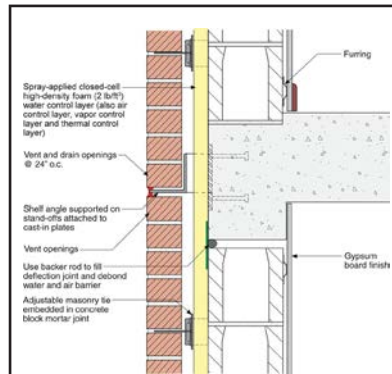 Spray-applied closed-cell
high-density foam (2 lb/ft³)
water control layer (also air
control layer, vapor control
layer and thermal control
layer)
Vent and drain openings
@ 24" o.c.
Shelf angle supported on
stand-offs attached to
cast-in plates
Vent openings
Use backer rod to fill
deflection joint and debond
water and air barrier
Adjustable masonry tie
embedded in concrete
block mortar joint
Furring
Gypsum
board finish